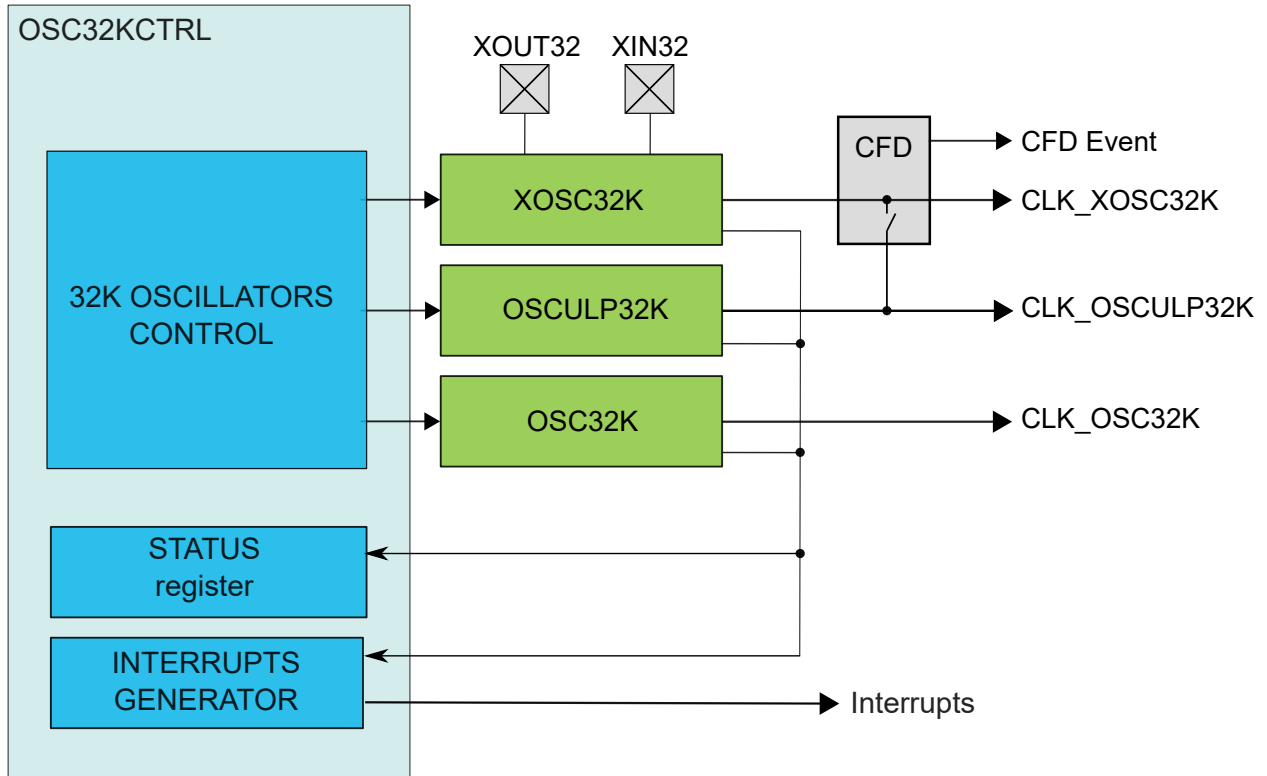 OSC32KCTRL
XOUT32
XIN32
CFD
CFD Event
XOSC32K
CLK_XOSC32K
32K OSCILLATORS
CONTROL
OSCULP32K
CLK_OSCULP32K
OSC32K
CLK_OSC32K
STATUS
register
INTERRUPTS
GENERATOR
Interrupts